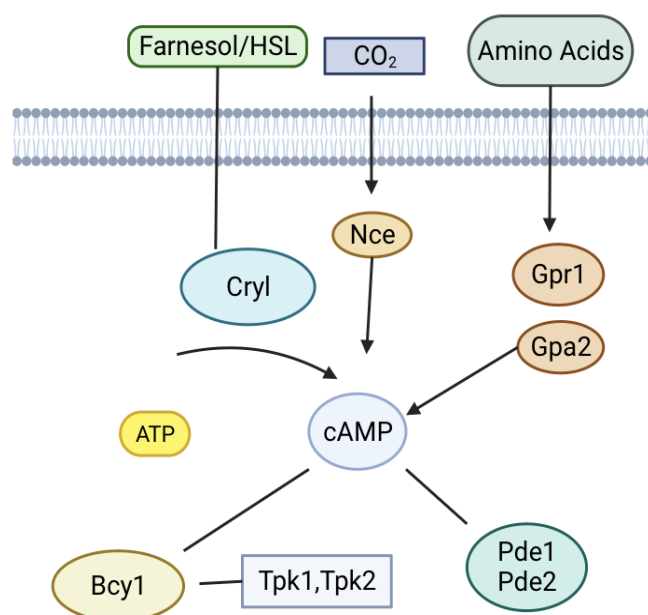 Farnesol/HSL
CO₂
Amino Acids
Nce
Cryl
Gpr1
Gpa2
ATP
cAMP
Bcy1
Tpk1,Tpk2
Pde1
Pde2